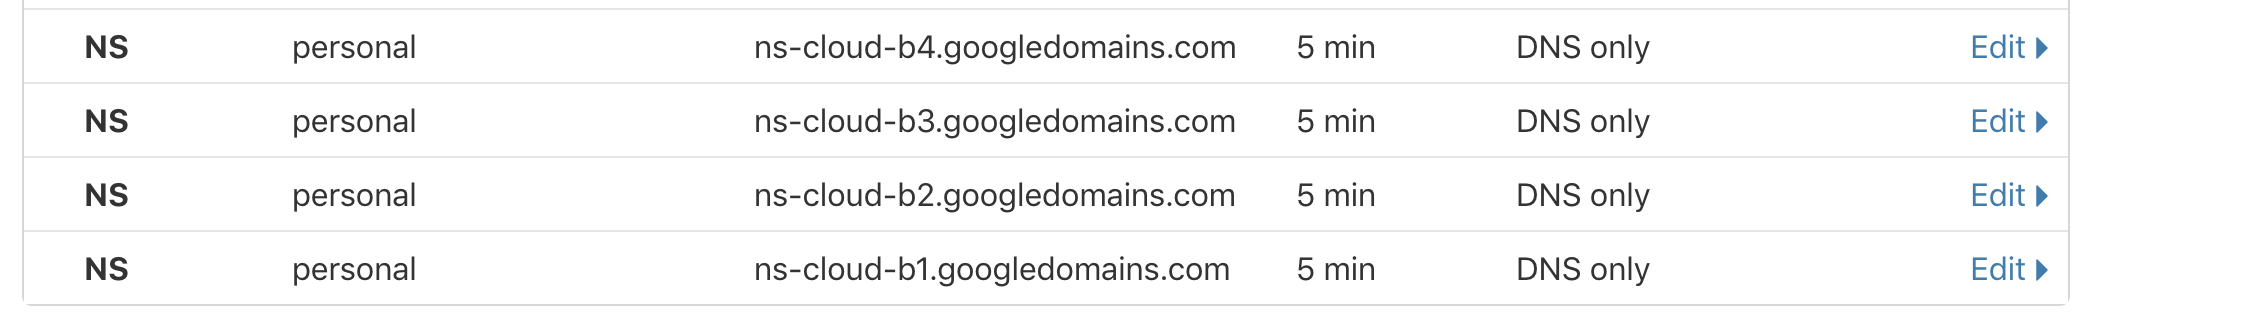 NS personal ns-cloud-b4.googledomains.com 5 min DNS only Edit
NS personal ns-cloud-b3.googledomains.com 5 min DNS only Edit
NS personal ns-cloud-b2.googledomains.com 5 min DNS only Edit
NS personal ns-cloud-b1.googledomains.com 5 min DNS only Edit